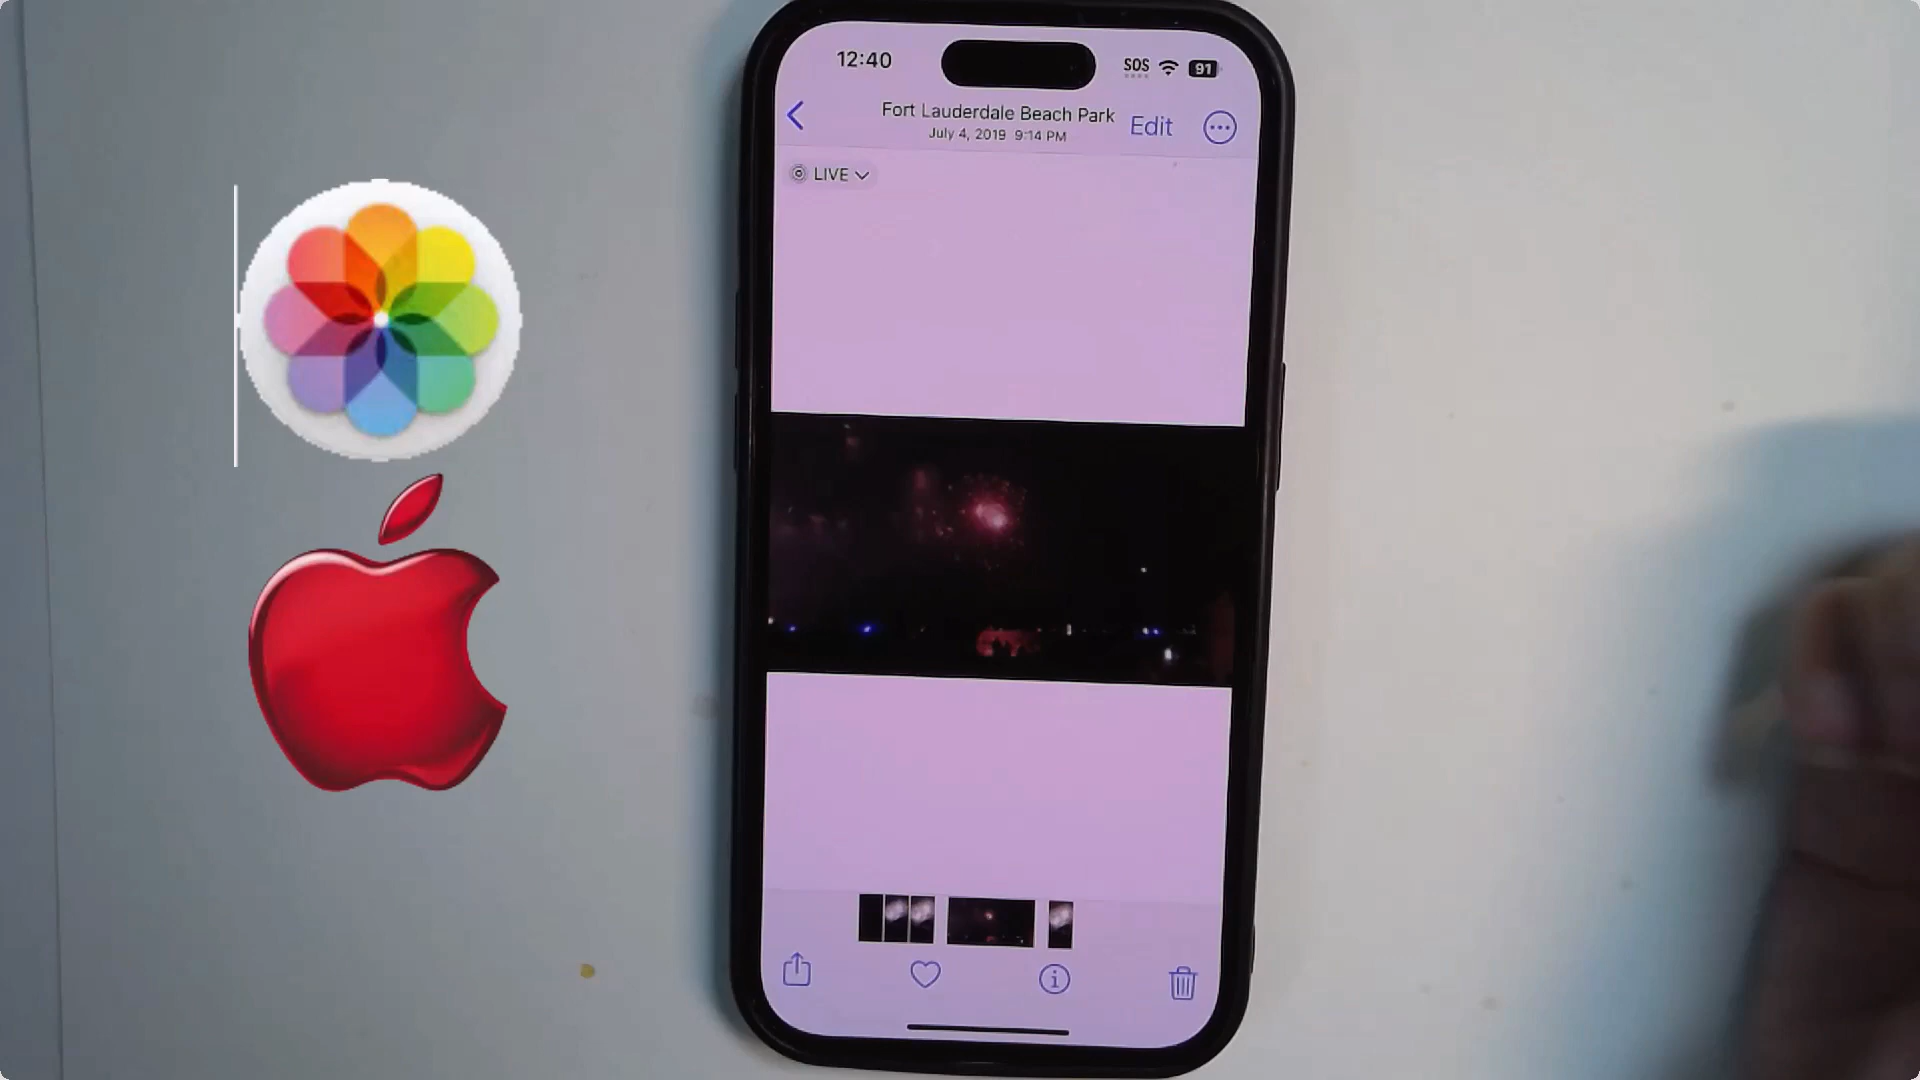 12:40
SOS
91
Fort Lauderdale Beach Park
July 4, 2019 9:14 PM
Edit
LIVE